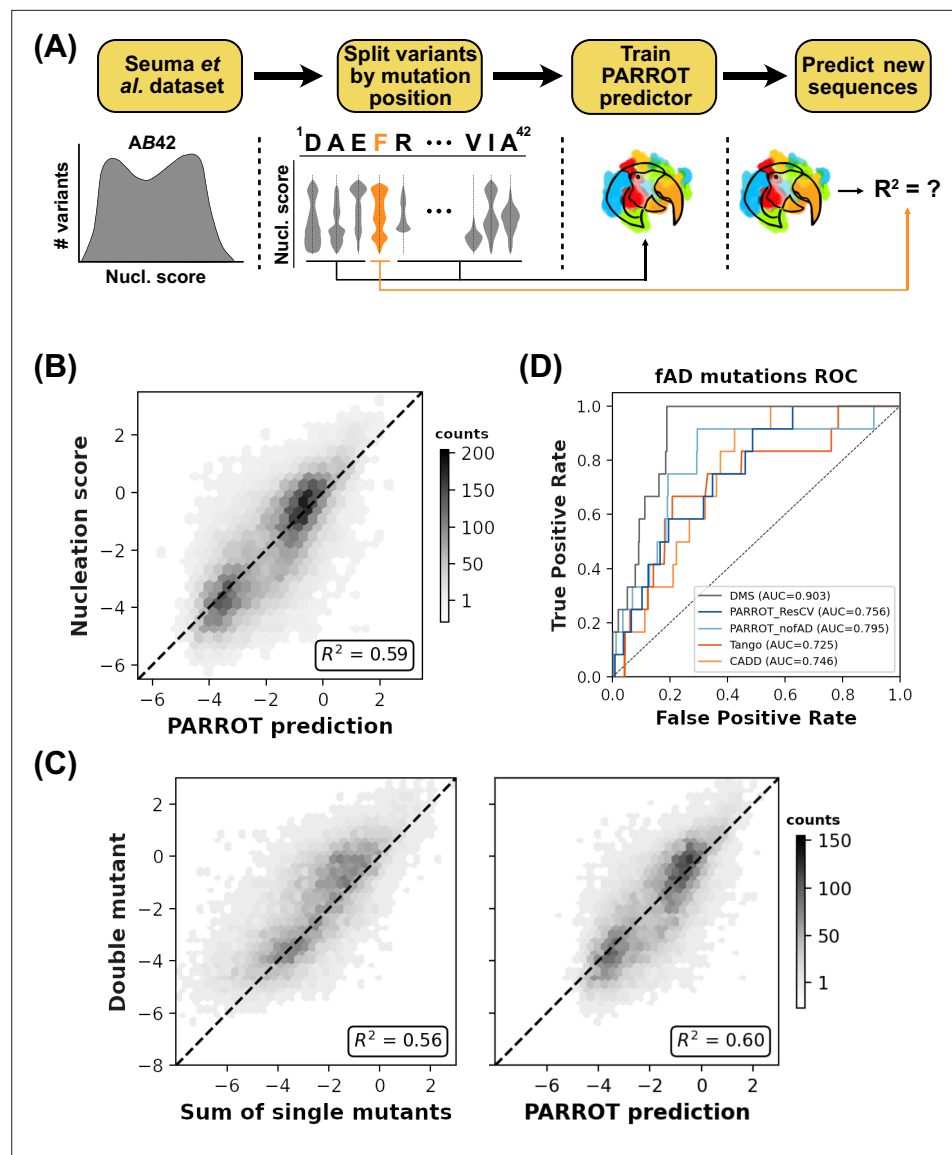 (A)
Seuma et
al. dataset
Split variants
by mutation
position
Train
PARROT
predictor
Predict new
sequences
AB42
# variants
Nucl. score
1DAEFR ••• VIA42
Nucl. score
•••
R2 = ?
(B)
Nucleation score
2
0
−2
−4
−6
−6 −4 −2 0 2
PARROT prediction
counts
200
150
100
50
1
R2 = 0.59
(D)
fAD mutations ROC
True Positive Rate
1.0
0.8
0.6
0.4
0.2
0.0
0.0 0.2 0.4 0.6 0.8 1.0
False Positive Rate
DMS (AUC=0.903)
PARROT_ResCV (AUC=0.756)
PARROT_nofAD (AUC=0.795)
Tango (AUC=0.725)
CADD (AUC=0.746)
(C)
Double mutant
2
0
−2
−4
−6
−8
−6 −4 −2 0 2
Sum of single mutants
R2 = 0.56
−6 −4 −2 0 2
PARROT prediction
R2 = 0.60
counts
150
100
50
1